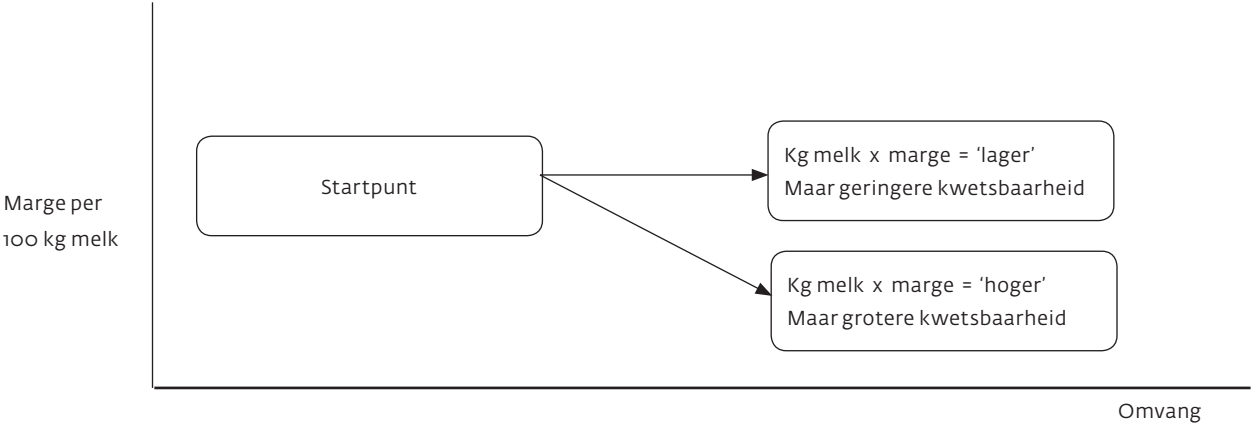 Marge per
100 kg melk
Startpunt
Kg melk x marge = ‘lager’
Maar geringere kwetsbaarheid
Kg melk x marge = ‘hoger’
Maar grotere kwetsbaarheid
Omvang